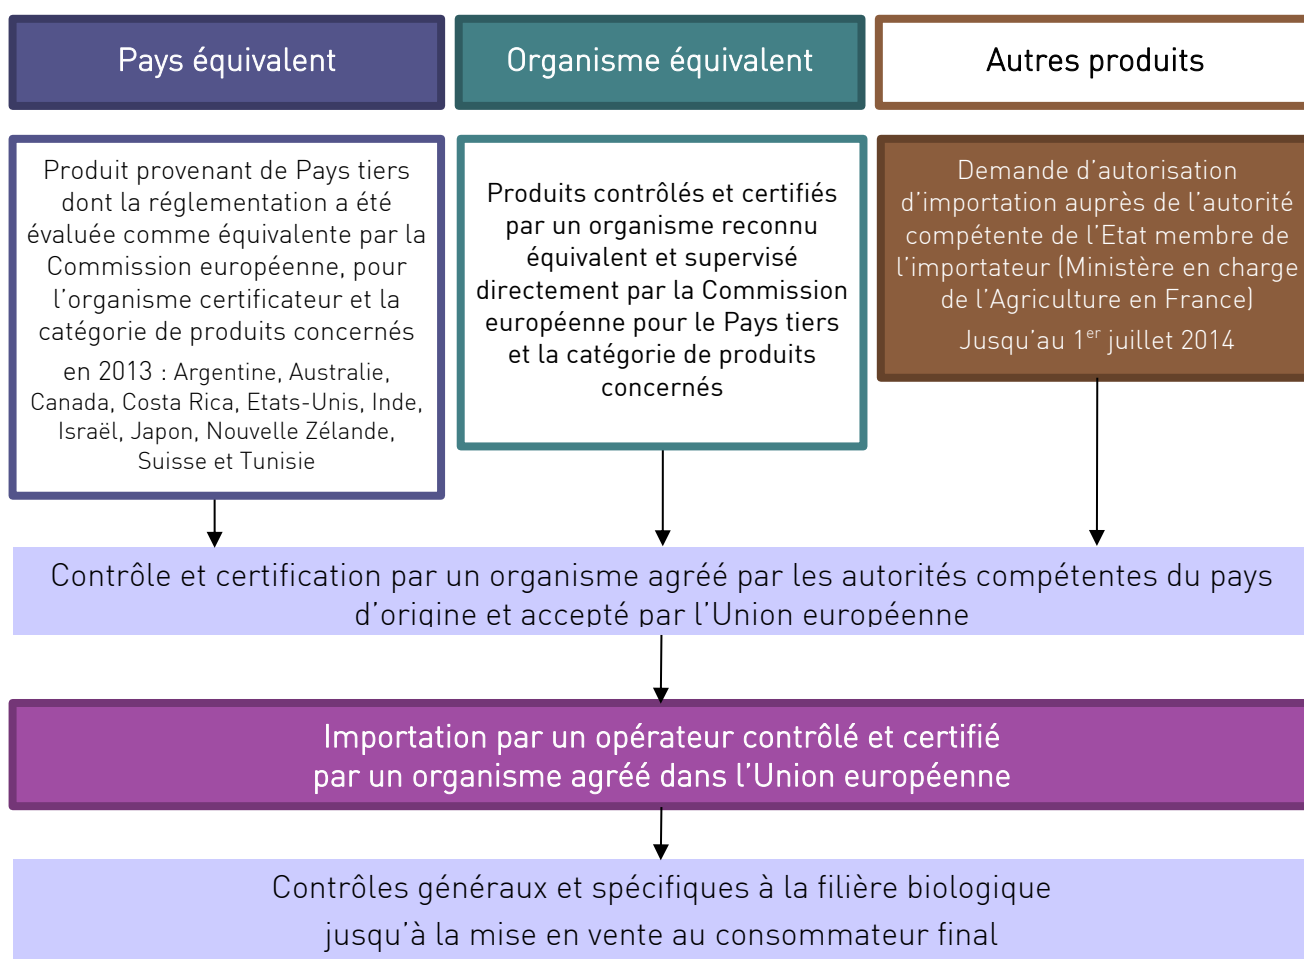 Pays équivalent
Organisme équivalent
Autres produits
Produit provenant de Pays tiers
dont la réglementation a été
évaluée comme équivalente par la
Commission européenne, pour
l'organisme certificateur et la
catégorie de produits concernés
en 2013 : Argentine, Australie,
Canada, Costa Rica, Etats-Unis, Inde,
Israël, Japon, Nouvelle Zélande,
Suisse et Tunisie
Produits contrôlés et certifiés
par un organisme reconnu
équivalent et supervisé
directement par la Commission
européenne pour le Pays tiers
et la catégorie de produits
concernés
Demande d'autorisation
d'importation auprès de l'autorité
compétente de l'Etat membre de
l'importateur (Ministère en charge
de l'Agriculture en France)
Jusqu'au 1er juillet 2014
Contrôle et certification par un organisme agréé par les autorités compétentes du pays
d'origine et accepté par l'Union européenne
Importation par un opérateur contrôlé et certifié
par un organisme agréé dans l'Union européenne
Contrôles généraux et spécifiques à la filière biologique
jusqu'à la mise en vente au consommateur final